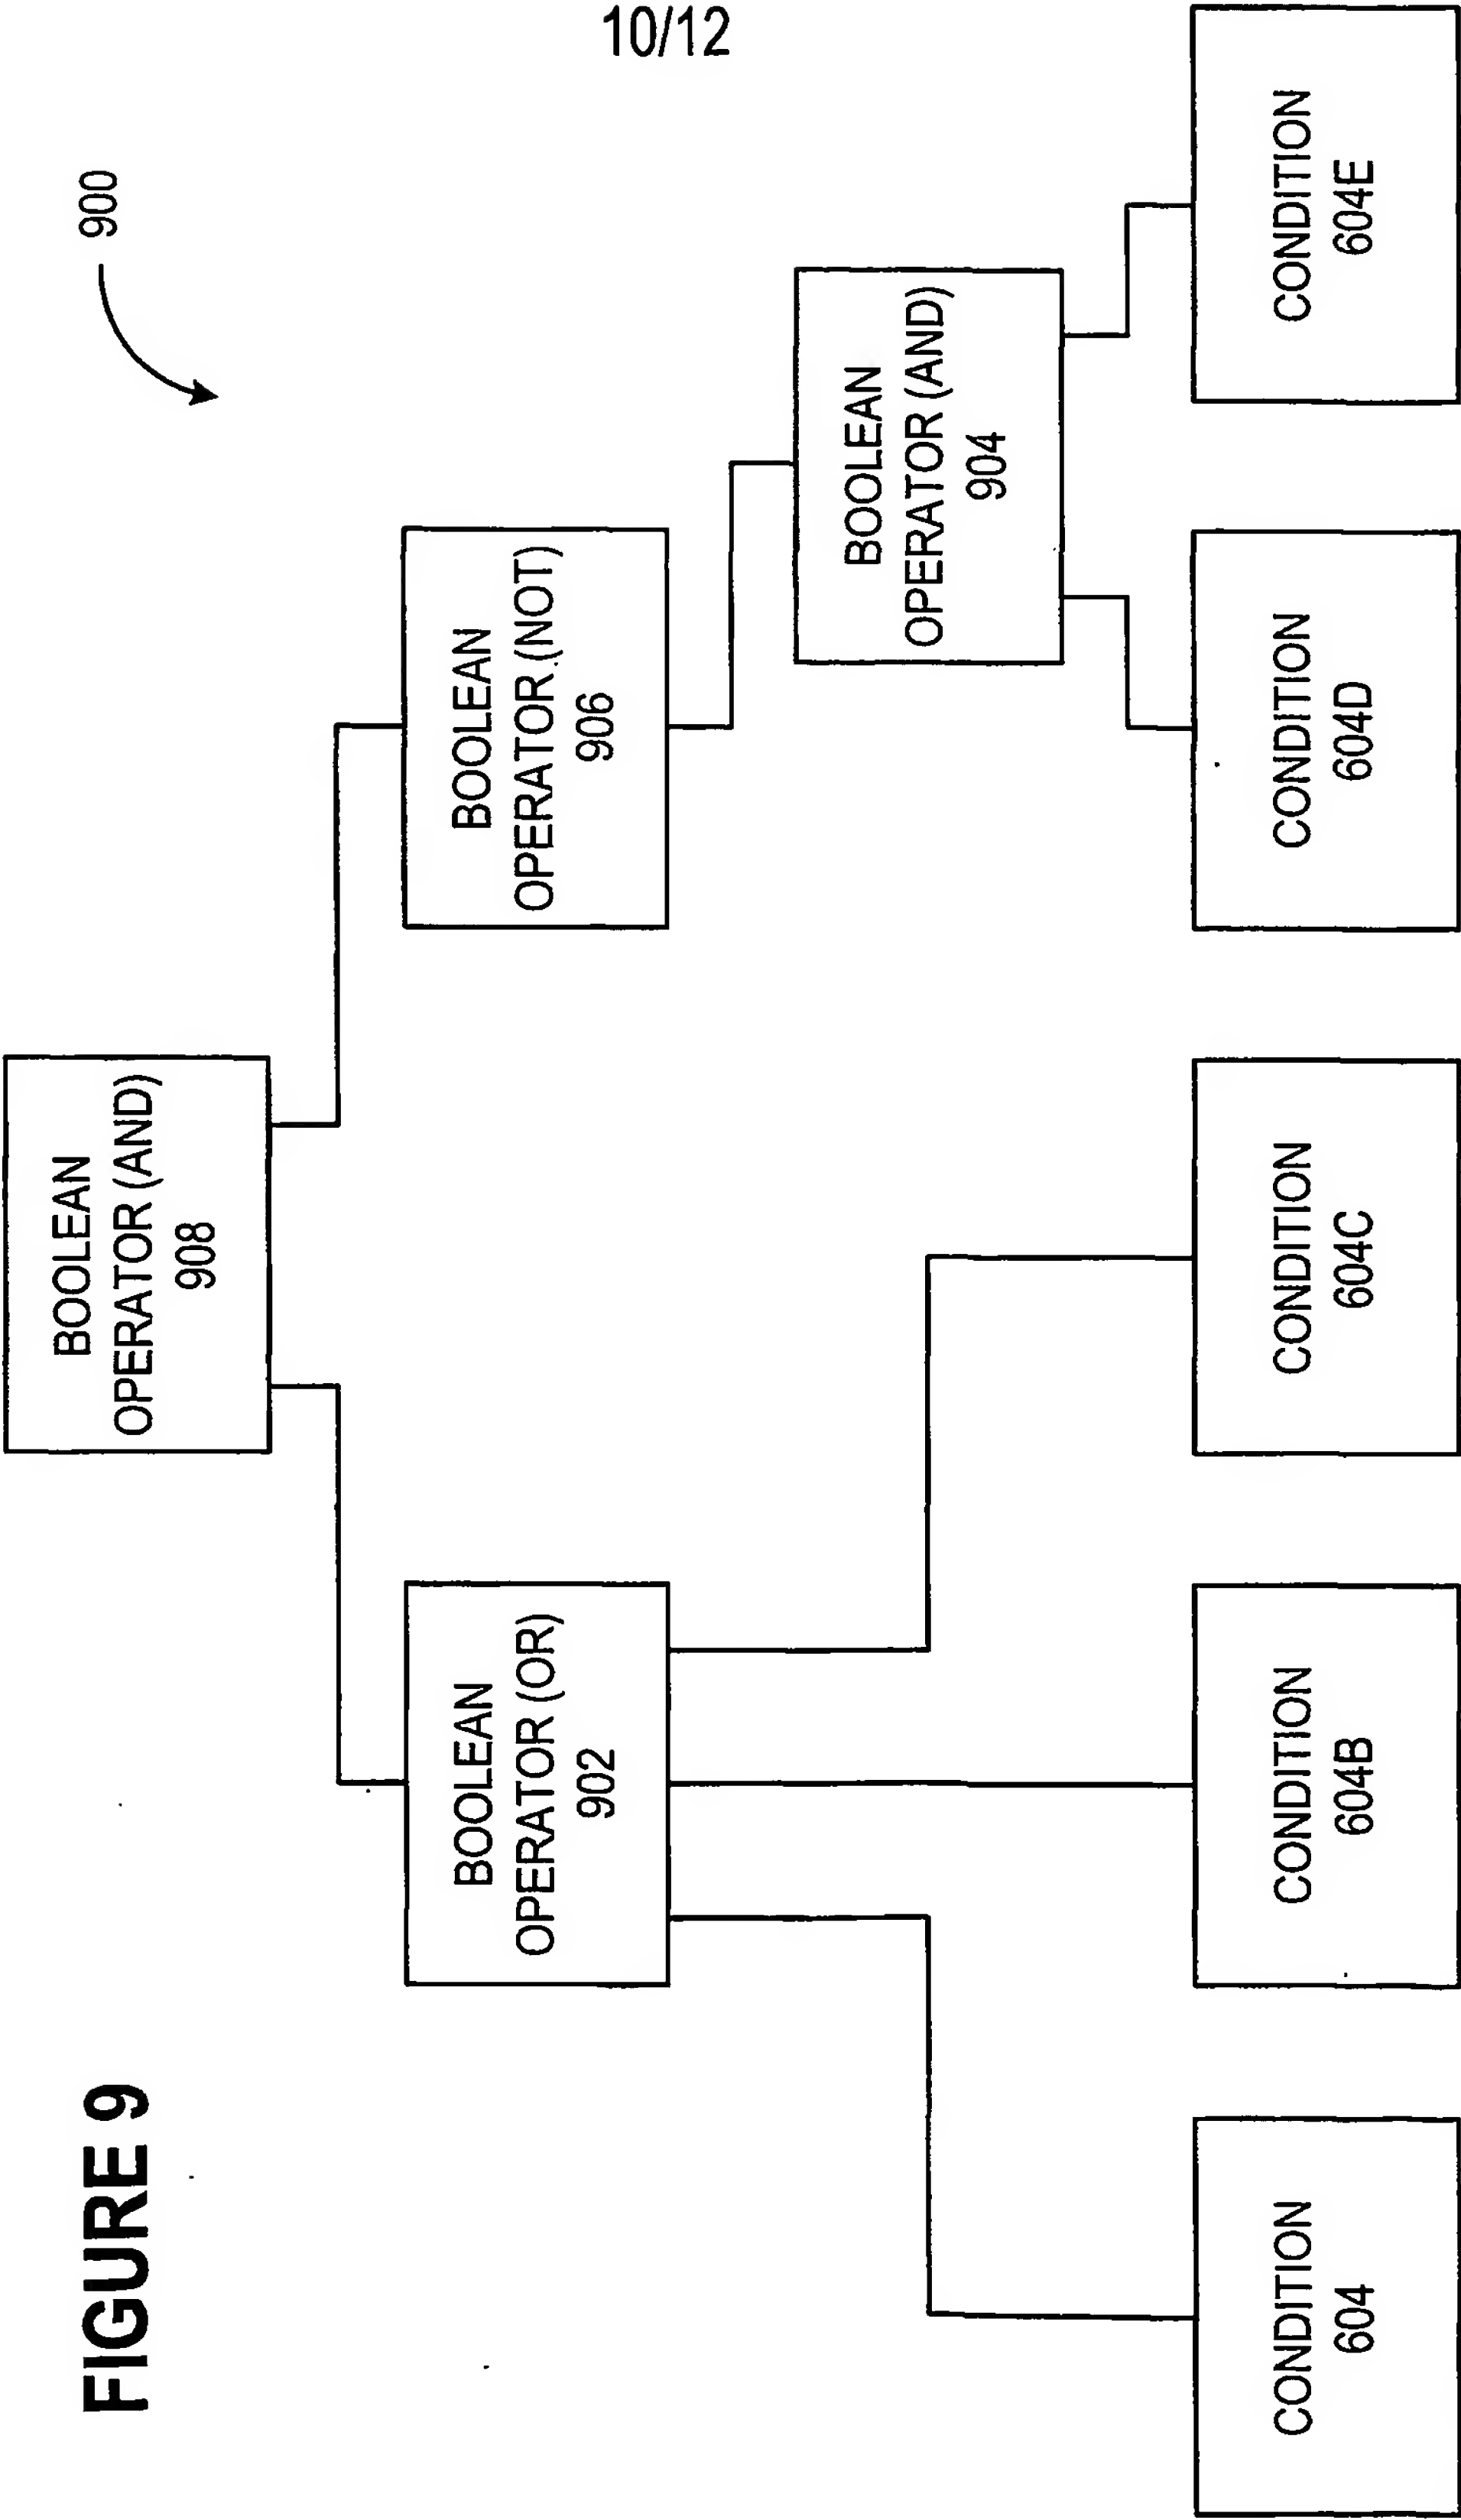 10/12
FIGURE 9
900
BOOLEAN
OPERATOR (AND)
908
BOOLEAN
OPERATOR (OR)
902
BOOLEAN
OPERATOR (NOT)
906
BOOLEAN
OPERATOR (AND)
904
CONDITION
604
CONDITION
604B
CONDITION
604C
CONDITION
604D
CONDITION
604E